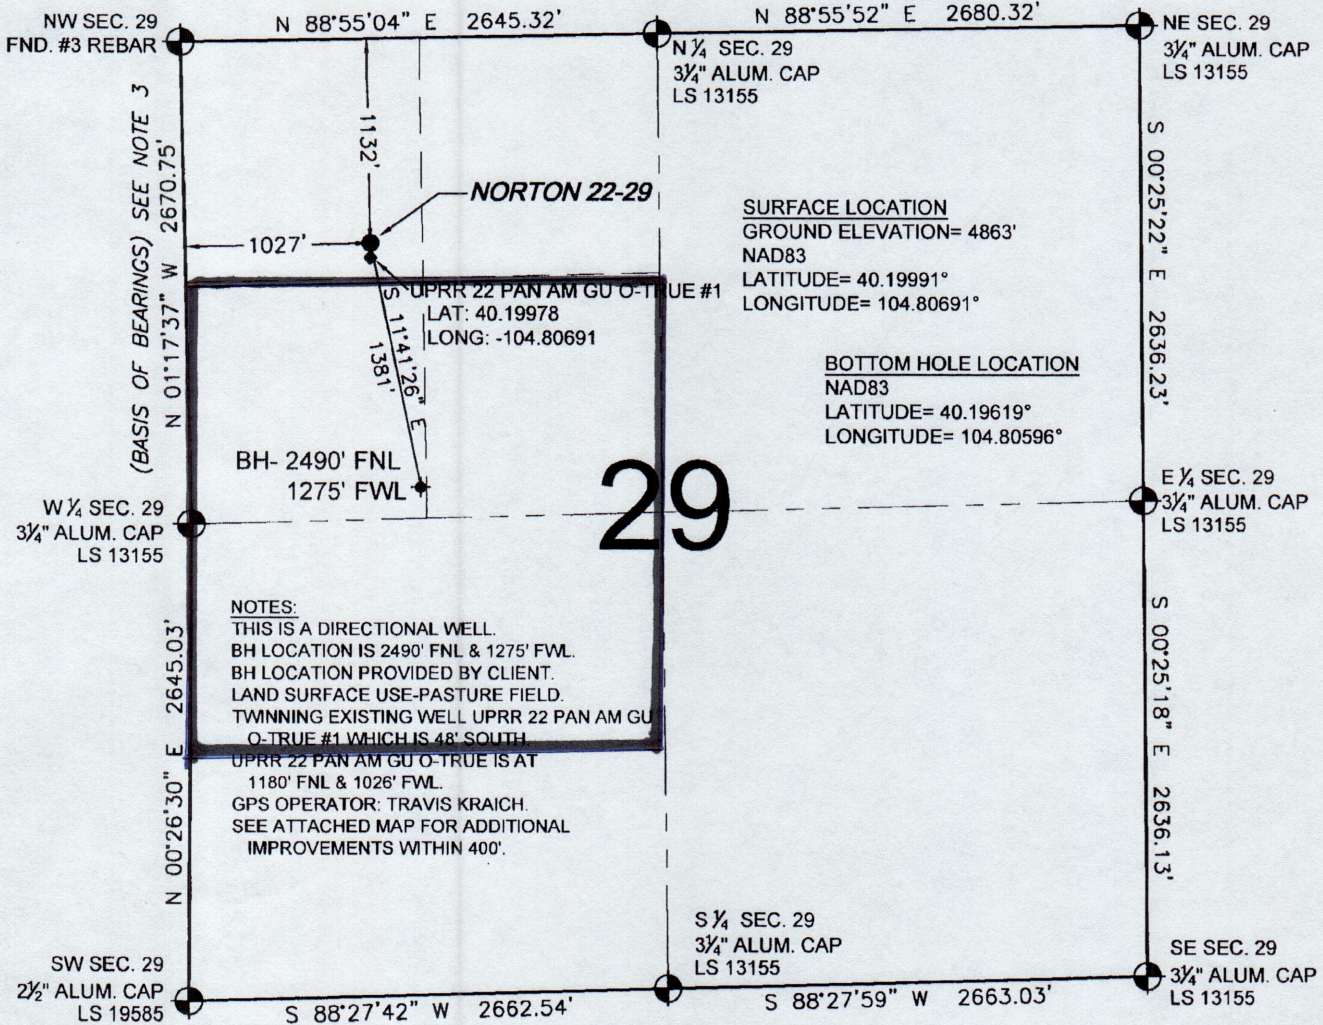 NW SEC. 29
FND. #3 REBAR
N 88°55'04" E 2645.32'
N 88°55'52" E 2680.32'
NE SEC. 29
3¼" ALUM. CAP
LS 13155
N ¼ SEC. 29
3¼" ALUM. CAP
LS 13155
(BASIS OF BEARINGS) SEE NOTE 3
N 01°17'37" W 2670.75'
1132'
NORTON 22-29
1027'
UPRR 22 PAN AM GU O-TRUE #1
LAT: 40.19978
LONG: -104.80691
S 11°41'26" E
1381'
SURFACE LOCATION
GROUND ELEVATION= 4863'
NAD83
LATITUDE= 40.19991°
LONGITUDE= 104.80691°
BOTTOM HOLE LOCATION
NAD83
LATITUDE= 40.19619°
LONGITUDE= 104.80596°
S 00°25'22" E 2636.23'
BH- 2490' FNL
1275' FWL
29
W ¼ SEC. 29
3¼" ALUM. CAP
LS 13155
E ¼ SEC. 29
3¼" ALUM. CAP
LS 13155
NOTES:
THIS IS A DIRECTIONAL WELL.
BH LOCATION IS 2490' FNL & 1275' FWL.
BH LOCATION PROVIDED BY CLIENT.
LAND SURFACE USE-PASTURE FIELD.
TWINNING EXISTING WELL UPRR 22 PAN AM GU
O-TRUE #1 WHICH IS 48' SOUTH.
UPRR 22 PAN AM GU O-TRUE IS AT
1180' FNL & 1026' FWL.
GPS OPERATOR: TRAVIS KRAICH.
SEE ATTACHED MAP FOR ADDITIONAL
IMPROVEMENTS WITHIN 400'.
N 00°26'30" E 2645.03'
S 00°25'18" E 2636.13'
SW SEC. 29
2½" ALUM. CAP
LS 19585
S 88°27'42" W 2662.54'
S ¼ SEC. 29
3¼" ALUM. CAP
LS 13155
S 88°27'59" W 2663.03'
SE SEC. 29
3¼" ALUM. CAP
LS 13155